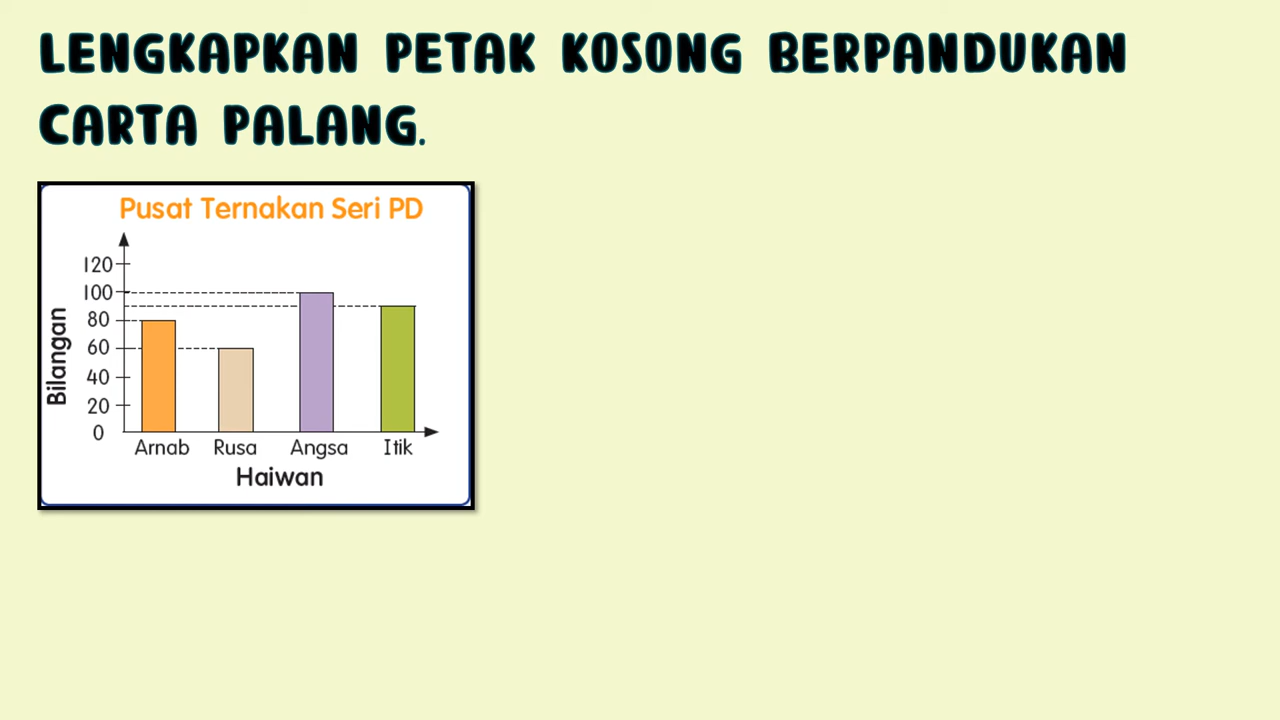 LENGKAPKAN PETAK KOSONG BERPANDUKAN
CARTA PALANG.
Pusat Ternakan Seri PD
Bilangan
120
100
80
60
40
20
0
Arnab Rusa Angsa Itik
Haiwan